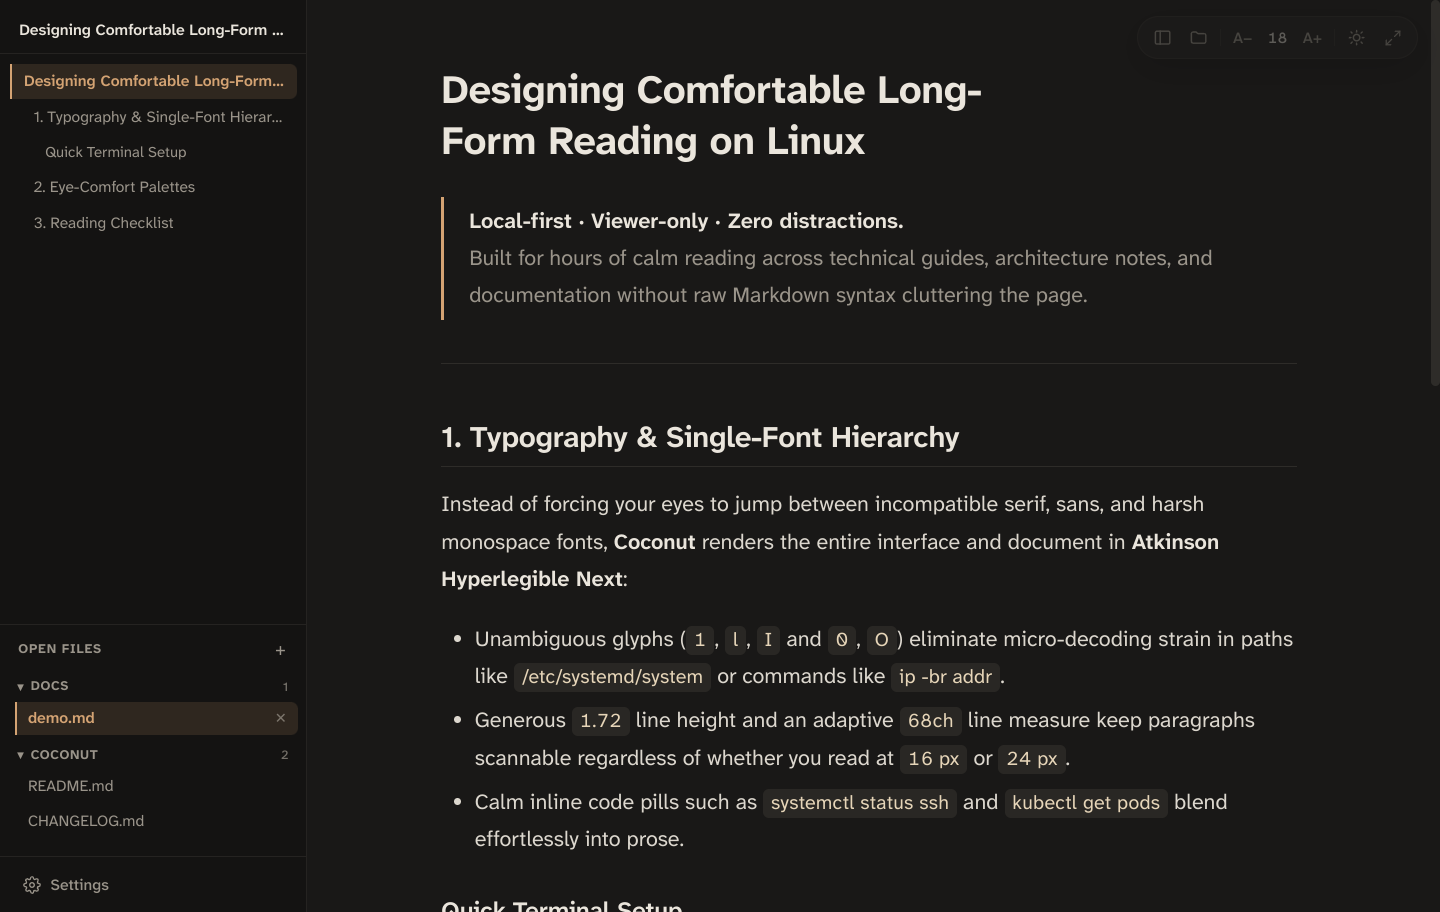 Designing Comfortable Long-Form ...
Designing Comfortable Long-Form...
1. Typography & Single-Font Hierar...
Quick Terminal Setup
2. Eye-Comfort Palettes
3. Reading Checklist
OPEN FILES +
▾ DOCS 1
demo.md ×
▾ COCONUT 2
README.md
CHANGELOG.md
Settings
A− 18 A+
Designing Comfortable Long-
Form Reading on Linux
Local-first · Viewer-only · Zero distractions.
Built for hours of calm reading across technical guides, architecture notes, and
documentation without raw Markdown syntax cluttering the page.
1. Typography & Single-Font Hierarchy
Instead of forcing your eyes to jump between incompatible serif, sans, and harsh
monospace fonts, Coconut renders the entire interface and document in Atkinson
Hyperlegible Next:
• Unambiguous glyphs (1, l, I and 0, O) eliminate micro-decoding strain in paths
like /etc/systemd/system or commands like ip -br addr.
• Generous 1.72 line height and an adaptive 68ch line measure keep paragraphs
scannable regardless of whether you read at 16 px or 24 px.
• Calm inline code pills such as systemctl status ssh and kubectl get pods blend
effortlessly into prose.
Quick Terminal Setup